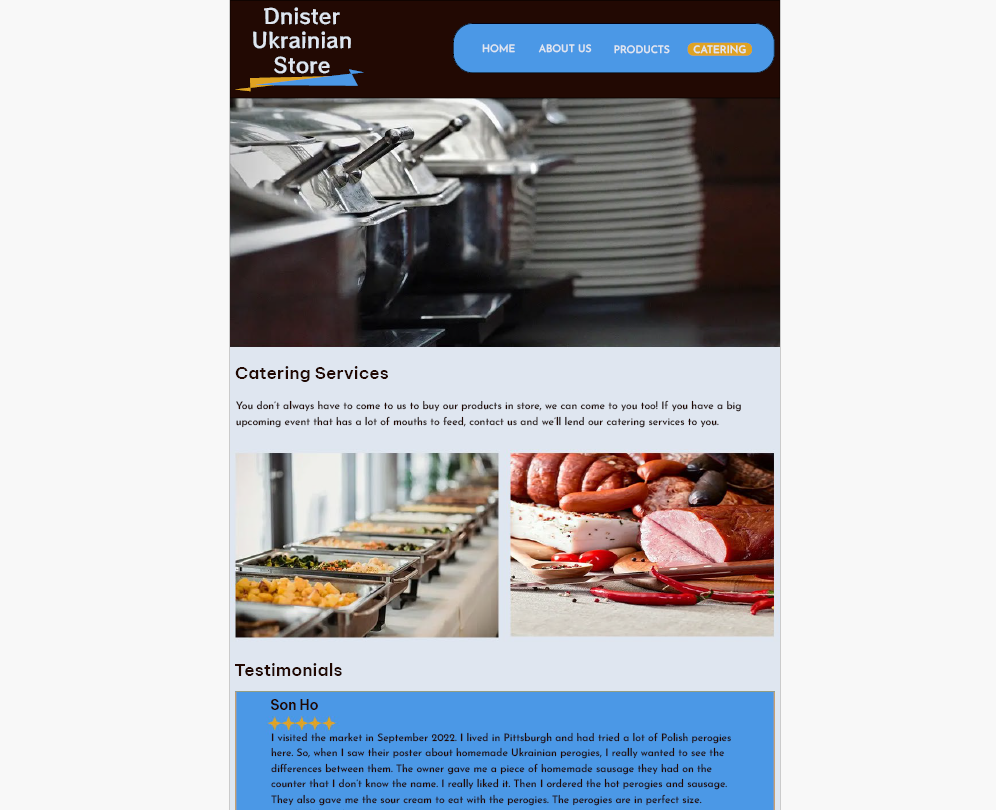 Dnister
Ukrainian
Store
HOME ABOUT US PRODUCTS CATERING
Catering Services
You don't always have to come to us to buy our products in store, we can come to you too! If you have a big
upcoming event that has a lot of mouths to feed, contact us and we'll lend our catering services to you.
Testimonials
Son Ho
I visited the market in September 2022. I lived in Pittsburgh and had tried a lot of Polish perogies
here. So, when I saw their poster about homemade Ukrainian perogies, I really wanted to see the
differences between them. The owner gave me a piece of homemade sausage they had on the
counter that I don't know the name. I really liked it. Then I ordered the hot perogies and sausage.
They also gave me the sour cream to eat with the perogies. The perogies are in perfect size.